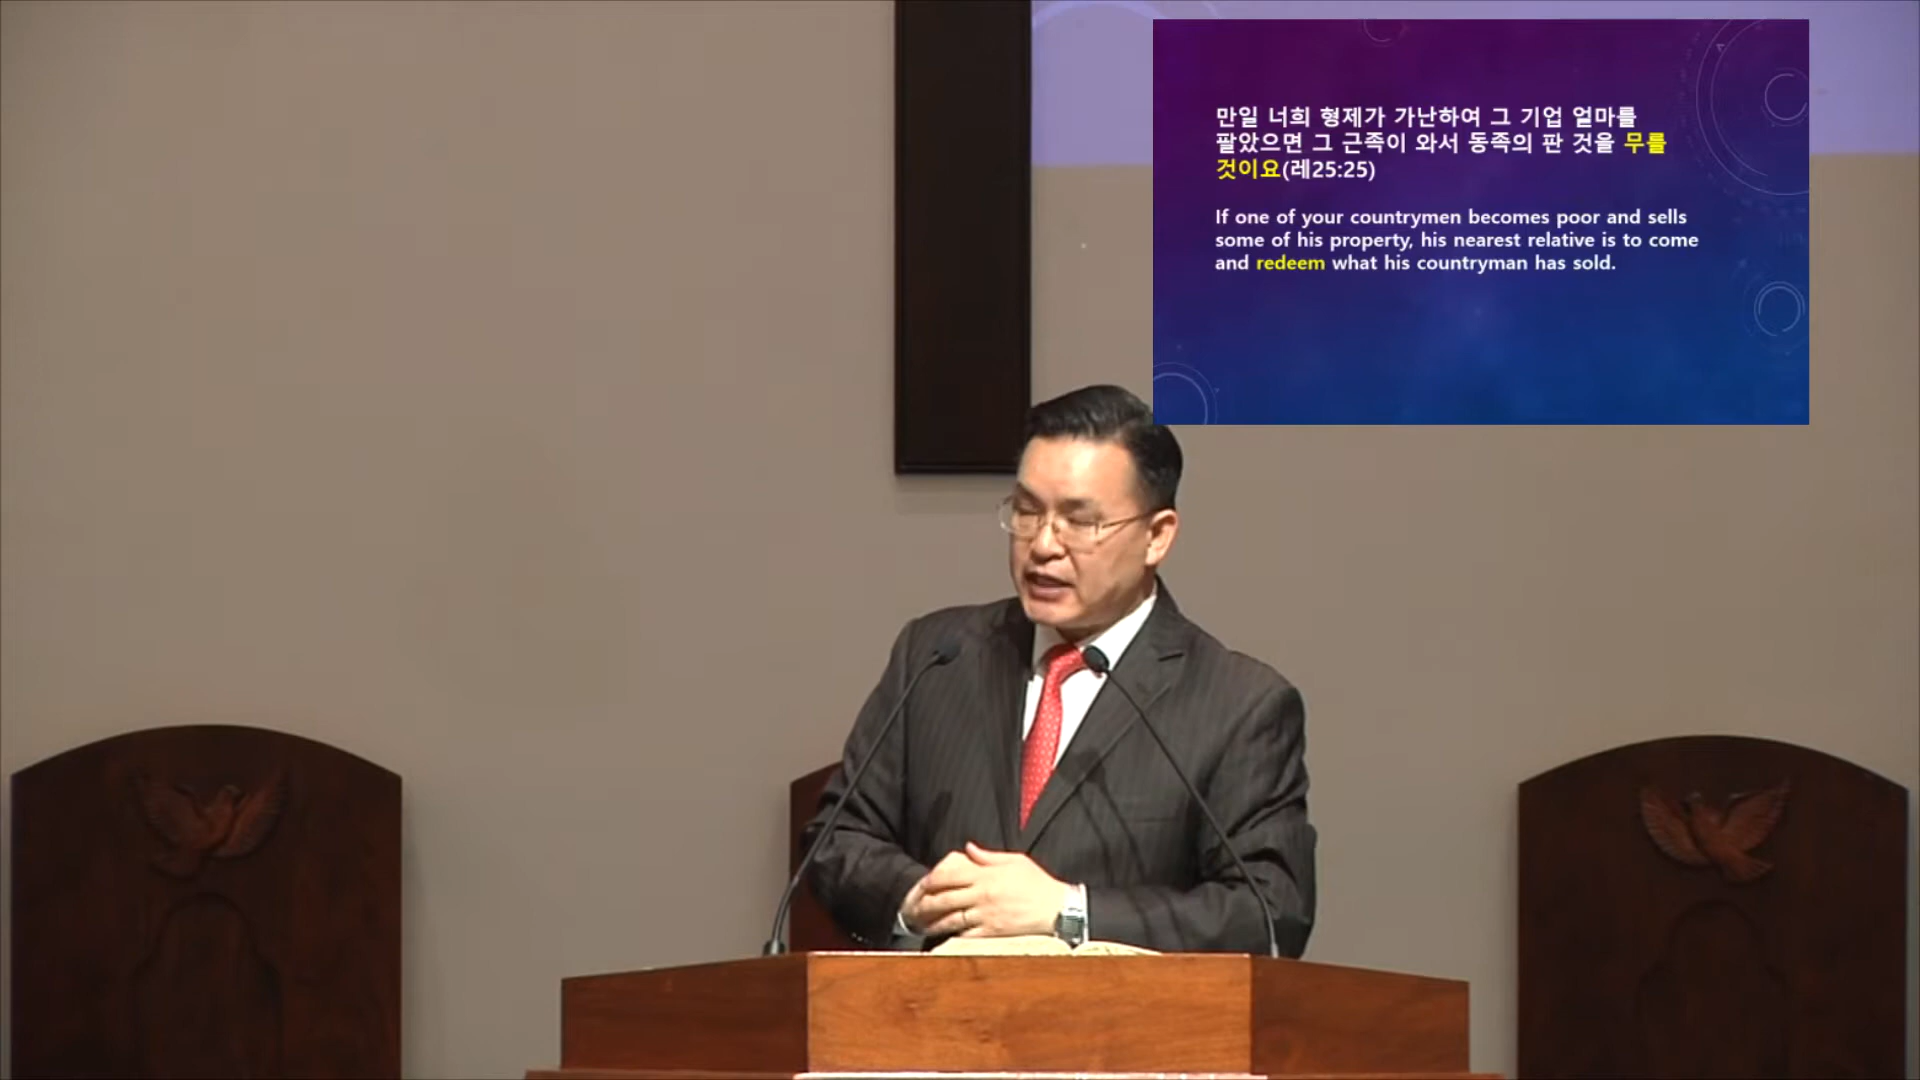 만일 너희 형제가 가난하여 그 기업 얼마를
팔았으면 그 근족이 와서 동족의 판 것을 무를
것이요(레25:25)
If one of your countrymen becomes poor and sells
some of his property, his nearest relative is to come
and redeem what his countryman has sold.